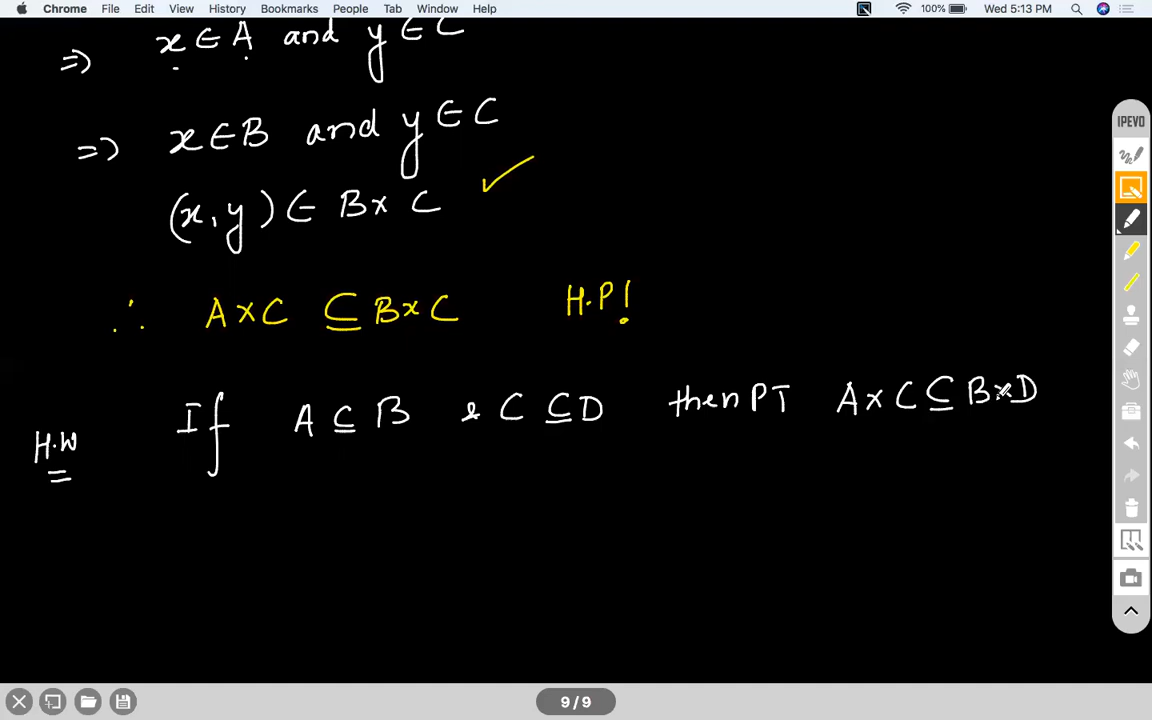 Chrome File Edit View History Bookmarks People Tab Window Help 100% Wed 5:13 PM
⇒ x ∈ A and y ∈ C
IPEVO
⇒ x ∈ B and y ∈ C
(x, y) ∈ B × C ✓
∴ A × C ⊆ B × C H.P!
H.W If A ⊆ B & C ⊆ D then PT A × C ⊆ B × D
9 / 9